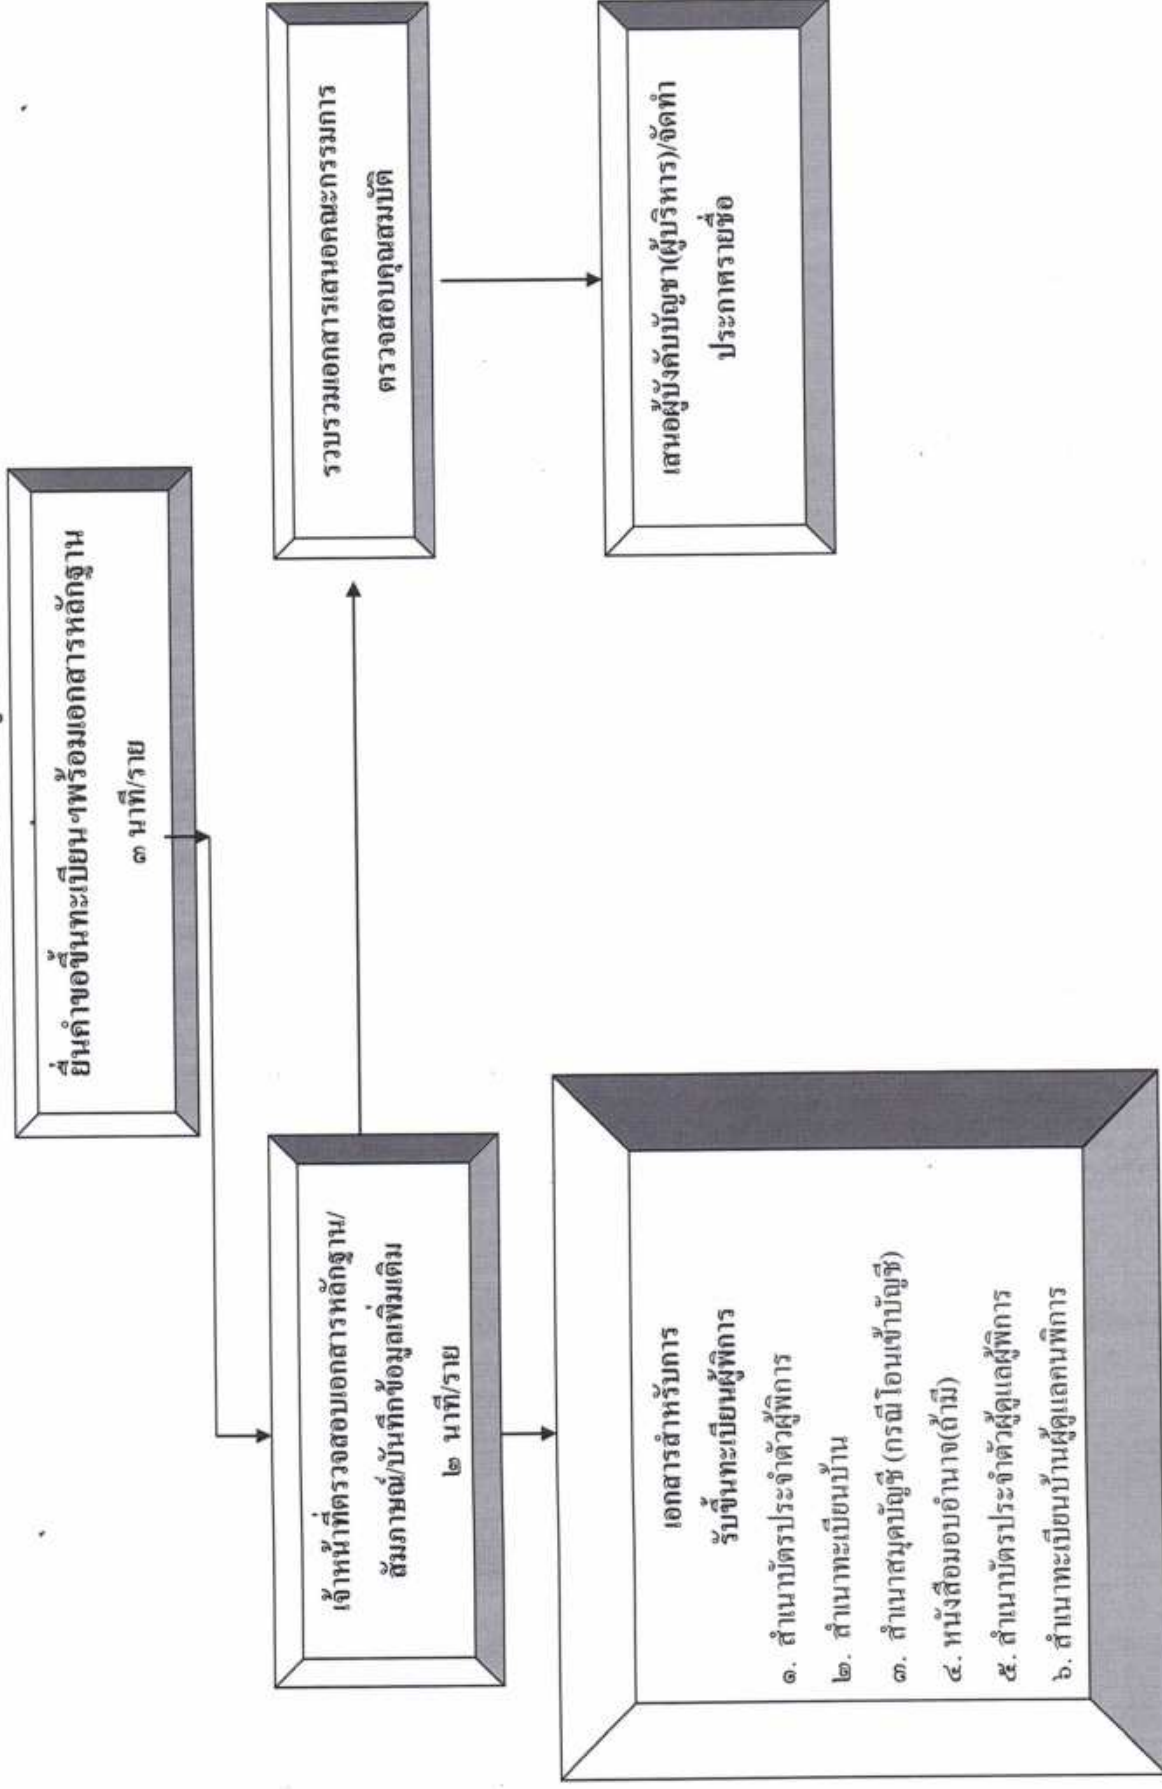 ยื่นคำขอขึ้นทะเบียนฯพร้อมเอกสารหลักฐาน
๓ นาที/ราย
เจ้าหน้าที่ตรวจสอบเอกสารหลักฐาน/
สัมภาษณ์/บันทึกข้อมูลเพิ่มเติม
๒ นาที/ราย
รวบรวมเอกสารเสนอคณะกรรมการ
ตรวจสอบคุณสมบัติ
เสนอผู้บังคับบัญชา(ผู้บริหาร)/จัดทำ
ประกาศรายชื่อ
เอกสารสำหรับการ
รับขึ้นทะเบียนผู้พิการ
๑. สำเนาบัตรประจำตัวผู้พิการ
๒. สำเนาทะเบียนบ้าน
๓. สำเนาสมุดบัญชี (กรณีโอนเข้าบัญชี)
๔. หนังสือมอบอำนาจ(ถ้ามี)
๕. สำเนาบัตรประจำตัวผู้ดูแลผู้พิการ
๖. สำเนาทะเบียนบ้านผู้ดูแลคนพิการ